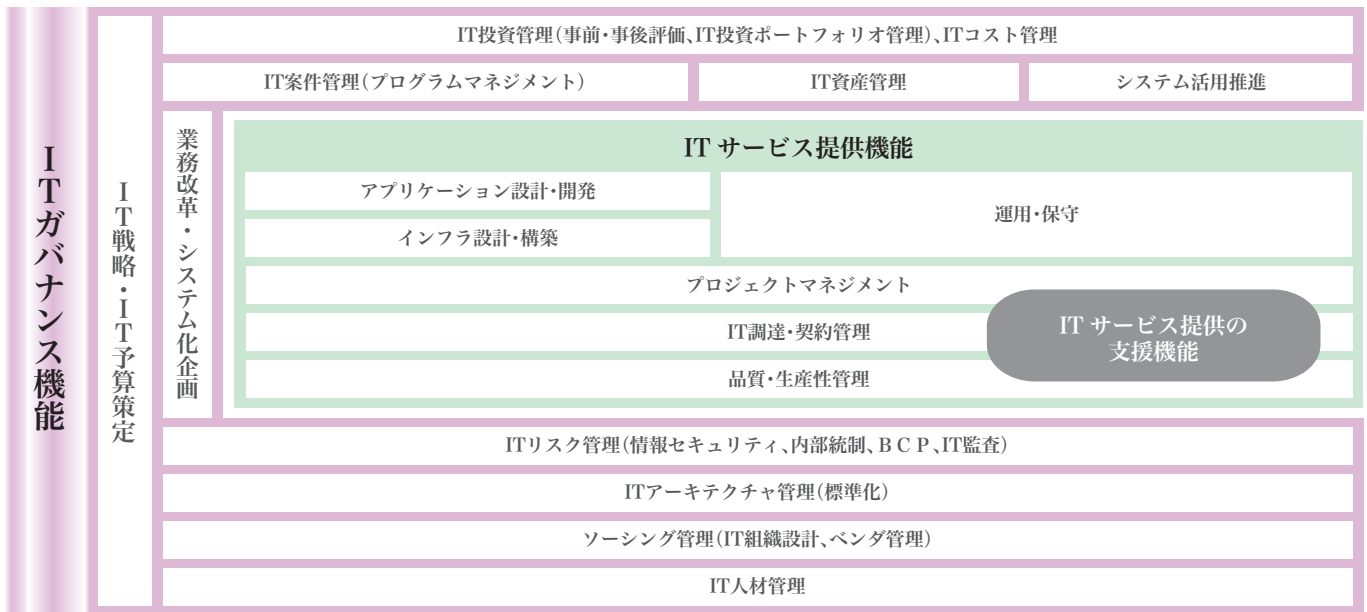 ITガバナンス機能
IT戦略・IT予算策定
IT投資管理(事前・事後評価、IT投資ポートフォリオ管理)、ITコスト管理
IT案件管理(プログラムマネジメント)
IT資産管理
システム活用推進
業務改革・システム化企画
IT サービス提供機能
アプリケーション設計・開発
インフラ設計・構築
運用・保守
プロジェクトマネジメント
IT調達・契約管理
品質・生産性管理
IT サービス提供の
支援機能
ITリスク管理(情報セキュリティ、内部統制、ＢＣＰ、IT監査)
ITアーキテクチャ管理(標準化)
ソーシング管理(IT組織設計、ベンダ管理)
IT人材管理